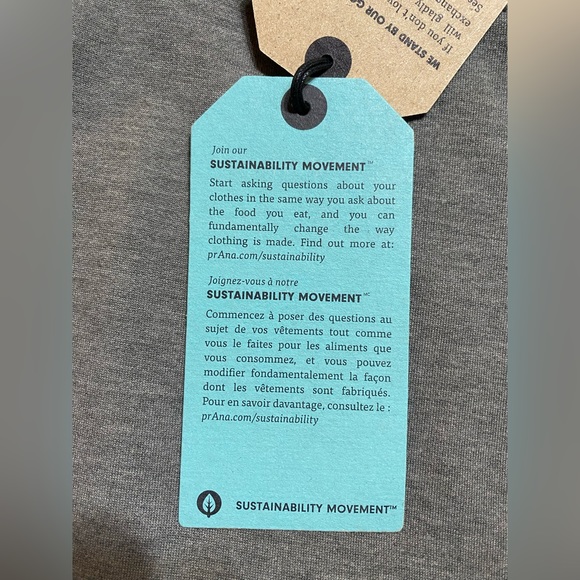 WE STAND BY OUR
If you don't
will gladly
Join our
SUSTAINABILITY MOVEMENT™
Start asking questions about your
clothes in the same way you ask about
the food you eat, and you can
fundamentally change the way
clothing is made. Find out more at:
prAna.com/sustainability
Joignez-vous à notre
SUSTAINABILITY MOVEMENT MC
Commencez à poser des questions au
sujet de vos vêtements tout comme
vous le faites pour les aliments que
vous consommez, et vous pouvez
modifier fondamentalement la façon
dont les vêtements sont fabriqués.
Pour en savoir davantage, consultez le :
prAna.com/sustainability
SUSTAINABILITY MOVEMENT™